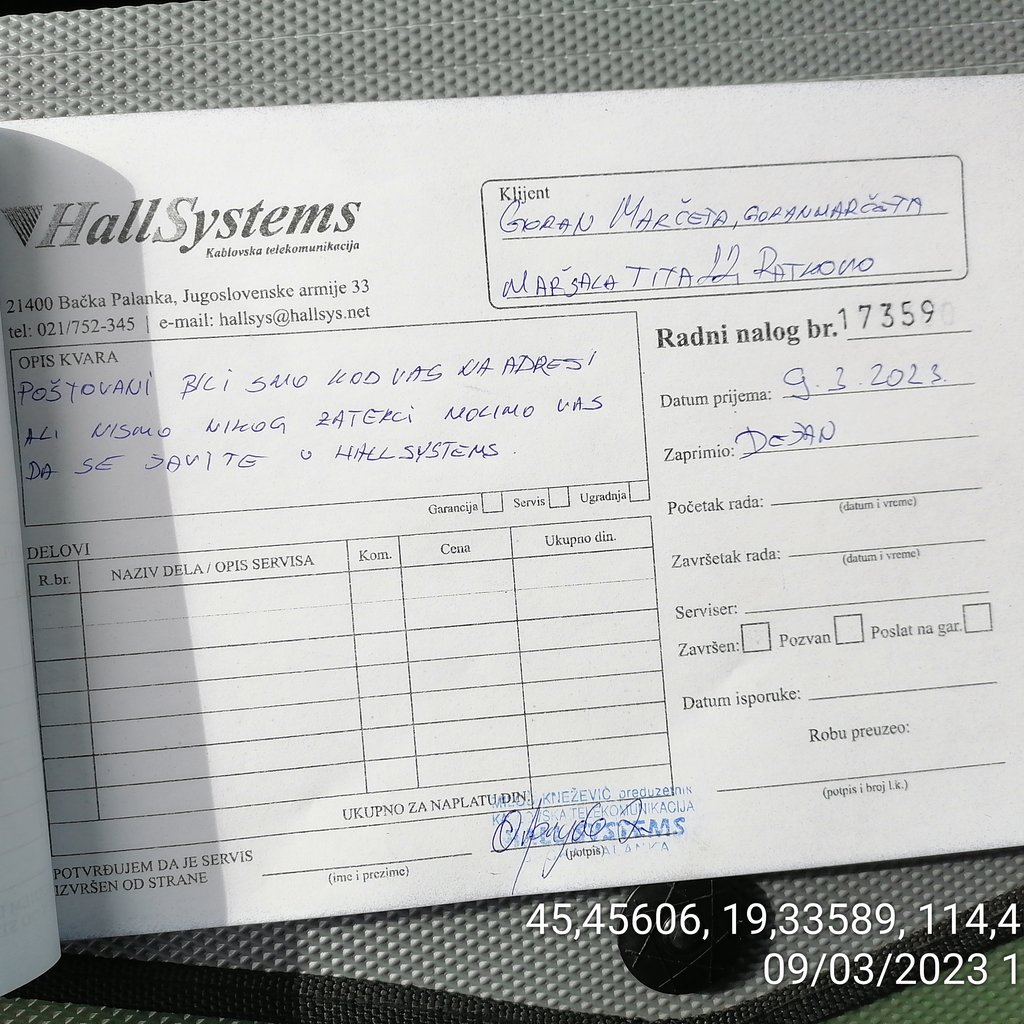 HallSystems
Kablovska telekomunikacija
21400 Bačka Palanka, Jugoslovenske armije 33
tel: 021/752-345 | e-mail: hallsys@hallsys.net
Klijent
GORAN MARČETA, GORANMARČETA
MARŠALA TITA 22, RATKOVO
OPIS KVARA
POŠTOVANI BILI SMO KOD VAS NA ADRESI
ALI NISMO NIKOG ZATEKLI MOLIMO VAS
DA SE JAVITE U HALLSYSTEMS.
Garancija Servis Ugradnja
Radni nalog br. 173590
Datum prijema: 9.3.2023.
Zaprimio: DEJAN
Početak rada:
(datum i vreme)
Završetak rada:
(datum i vreme)
Serviser:
Završen: Pozvan Poslat na gar.
Datum isporuke:
Robu preuzeo:
(potpis i broj l.k.)
DELOVI
R.br. NAZIV DELA / OPIS SERVISA Kom. Cena Ukupno din.
UKUPNO ZA NAPLATU DIN.
KNEŽEVIĆ preduzetnik
TELEKOMUNIKACIJA
SYSTEMS
PALANKA
POTVRĐUJEM DA JE SERVIS
IZVRŠEN OD STRANE
(ime i prezime)
(potpis)
45,45606, 19,33589, 114,4
09/03/2023 1